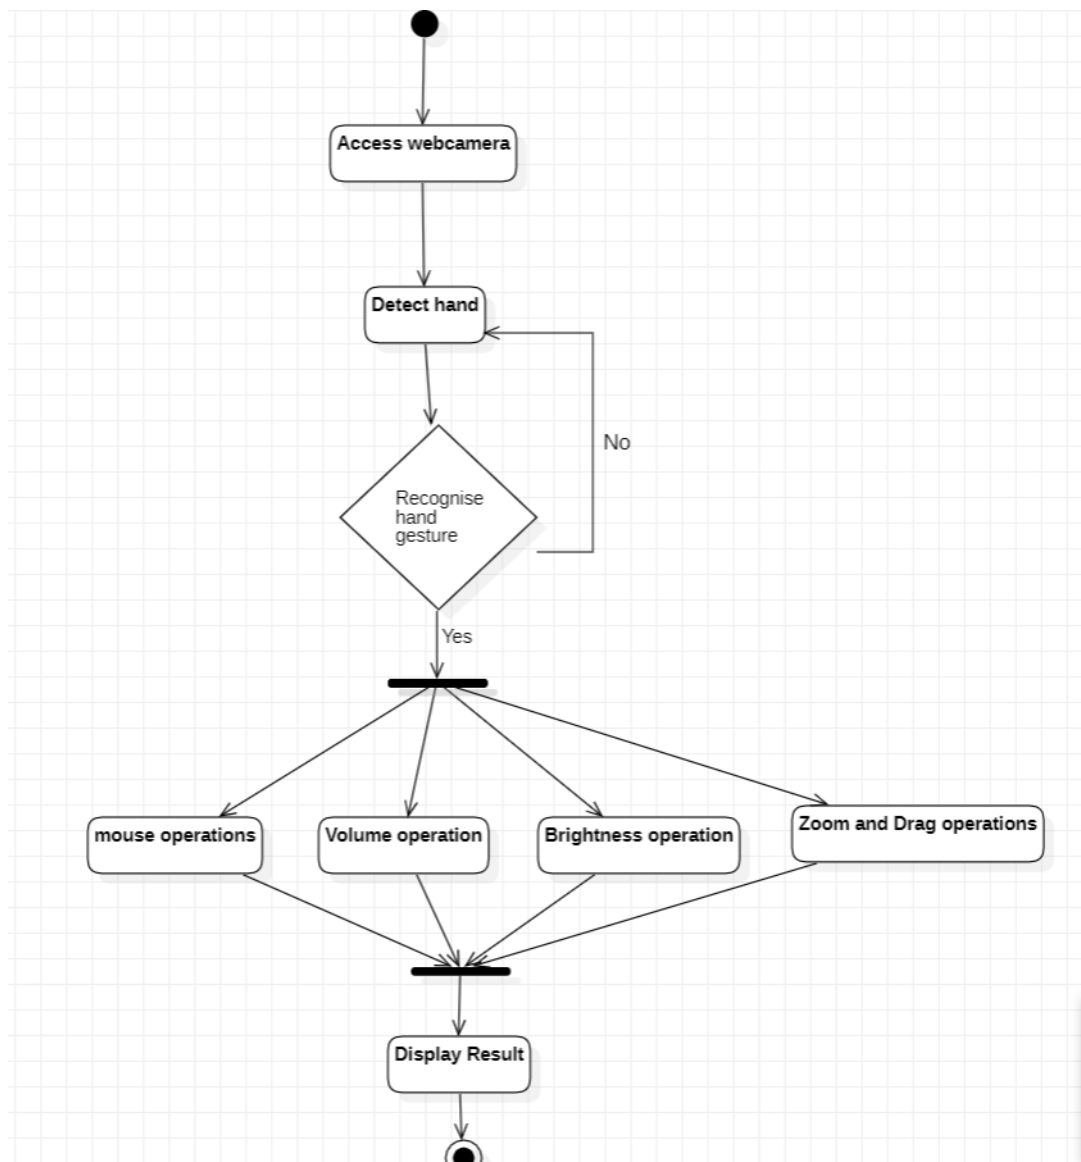 Access webcamera
Detect hand
No
Recognise
hand
gesture
Yes
mouse operations
Volume operation
Brightness operation
Zoom and Drag operations
Display Result